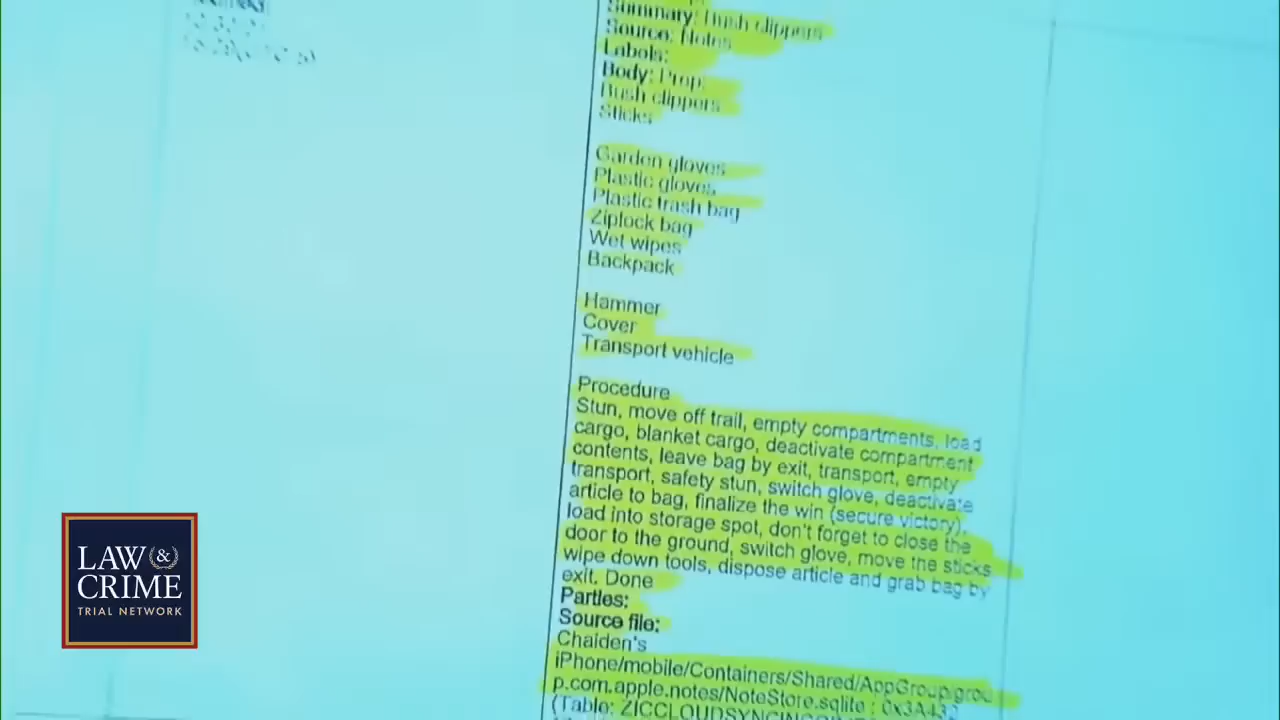 Summary: Bush clippers
Source: Notes
Labels:
Body: Prop:
Bush clippers
Sticks
Garden gloves
Plastic gloves
Plastic trash bag
Ziplock bag
Wet wipes
Backpack
Hammer
Cover
Transport vehicle
Procedure
Stun, move off trail, empty compartments, load
cargo, blanket cargo, deactivate compartment
contents, leave bag by exit, transport, empty
transport, safety stun, switch glove, deactivate
article to bag, finalize the win (secure victory),
load into storage spot, don't forget to close the
door to the ground, switch glove, move the sticks
wipe down tools, dispose article and grab bag by
exit. Done
Parties:
Source file:
Chaiden's
iPhone/mobile/Containers/Shared/AppGroup/grou
p.com.apple.notes/NoteStore.sqlite : 0x3A432
(Table:
LAW &
CRIME
TRIAL NETWORK